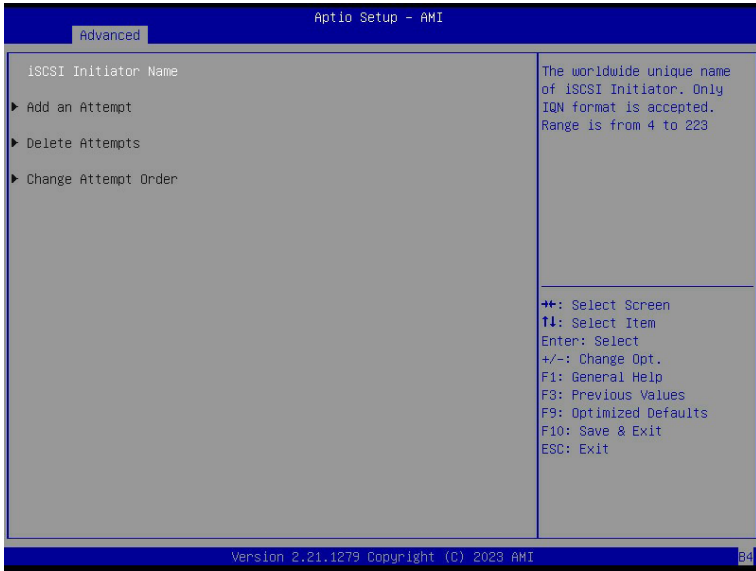 Aptio Setup – AMI
Advanced
iSCSI Initiator Name
▶ Add an Attempt
▶ Delete Attempts
▶ Change Attempt Order
The worldwide unique name
of iSCSI Initiator. Only
IQN format is accepted.
Range is from 4 to 223
→←: Select Screen
↑↓: Select Item
Enter: Select
+/-: Change Opt.
F1: General Help
F3: Previous Values
F9: Optimized Defaults
F10: Save & Exit
ESC: Exit
Version 2.21.1279 Copyright (C) 2023 AMI
B4